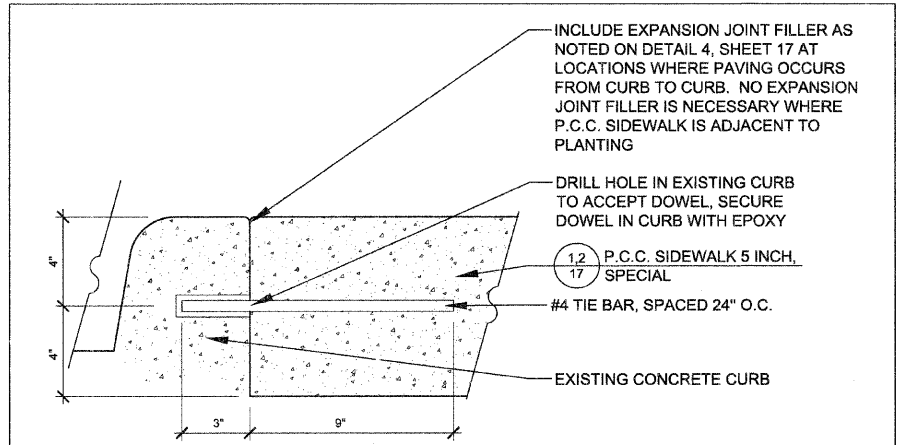 INCLUDE EXPANSION JOINT FILLER AS
NOTED ON DETAIL 4, SHEET 17 AT
LOCATIONS WHERE PAVING OCCURS
FROM CURB TO CURB. NO EXPANSION
JOINT FILLER IS NECESSARY WHERE
P.C.C. SIDEWALK IS ADJACENT TO
PLANTING
DRILL HOLE IN EXISTING CURB
TO ACCEPT DOWEL, SECURE
DOWEL IN CURB WITH EPOXY
1,2
17
P.C.C. SIDEWALK 5 INCH,
SPECIAL
#4 TIE BAR, SPACED 24" O.C.
EXISTING CONCRETE CURB
4"
4"
3"
9"